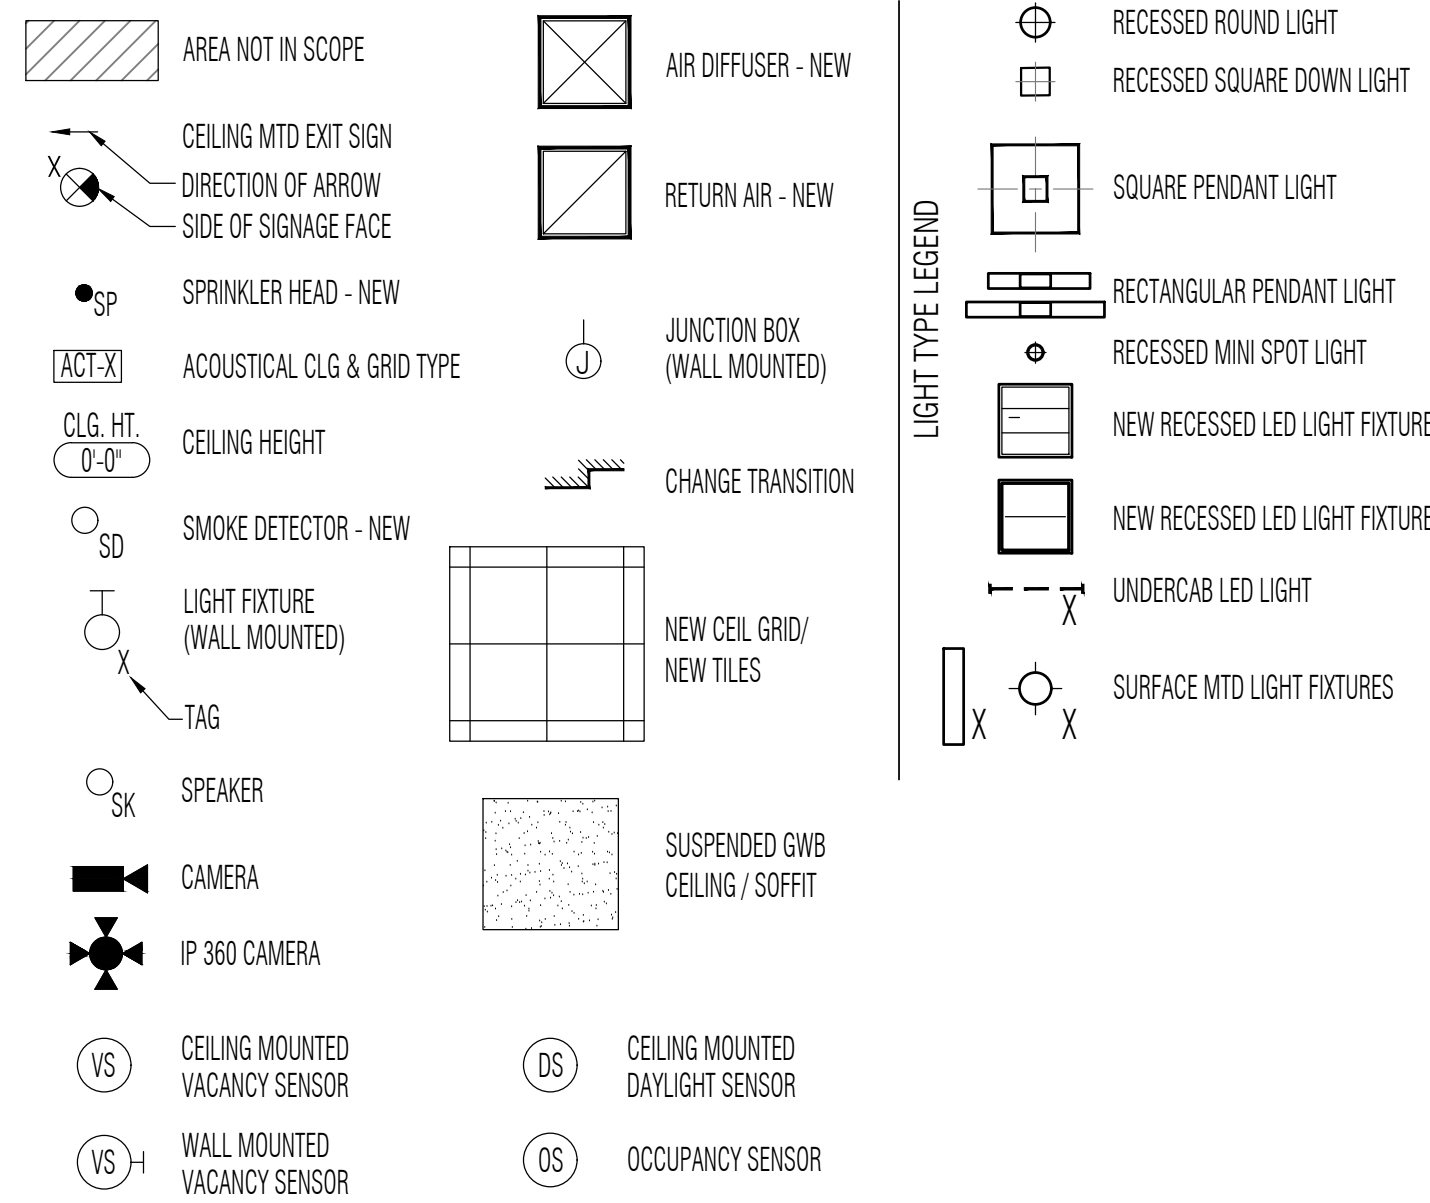 AREA NOT IN SCOPE
CEILING MTD EXIT SIGN
X
DIRECTION OF ARROW
SIDE OF SIGNAGE FACE
SP
SPRINKLER HEAD - NEW
ACT-X
ACOUSTICAL CLG & GRID TYPE
CLG. HT.
0'-0"
CEILING HEIGHT
SD
SMOKE DETECTOR - NEW
LIGHT FIXTURE
(WALL MOUNTED)
X
TAG
SK
SPEAKER
CAMERA
IP 360 CAMERA
VS
CEILING MOUNTED
VACANCY SENSOR
VS
WALL MOUNTED
VACANCY SENSOR
AIR DIFFUSER - NEW
RETURN AIR - NEW
J
JUNCTION BOX
(WALL MOUNTED)
CHANGE TRANSITION
NEW CEIL GRID/
NEW TILES
SUSPENDED GWB
CEILING / SOFFIT
DS
CEILING MOUNTED
DAYLIGHT SENSOR
OS
OCCUPANCY SENSOR
LIGHT TYPE LEGEND
RECESSED ROUND LIGHT
RECESSED SQUARE DOWN LIGHT
SQUARE PENDANT LIGHT
RECTANGULAR PENDANT LIGHT
RECESSED MINI SPOT LIGHT
NEW RECESSED LED LIGHT FIXTURE
NEW RECESSED LED LIGHT FIXTURE
X
UNDERCAB LED LIGHT
X
X
SURFACE MTD LIGHT FIXTURES